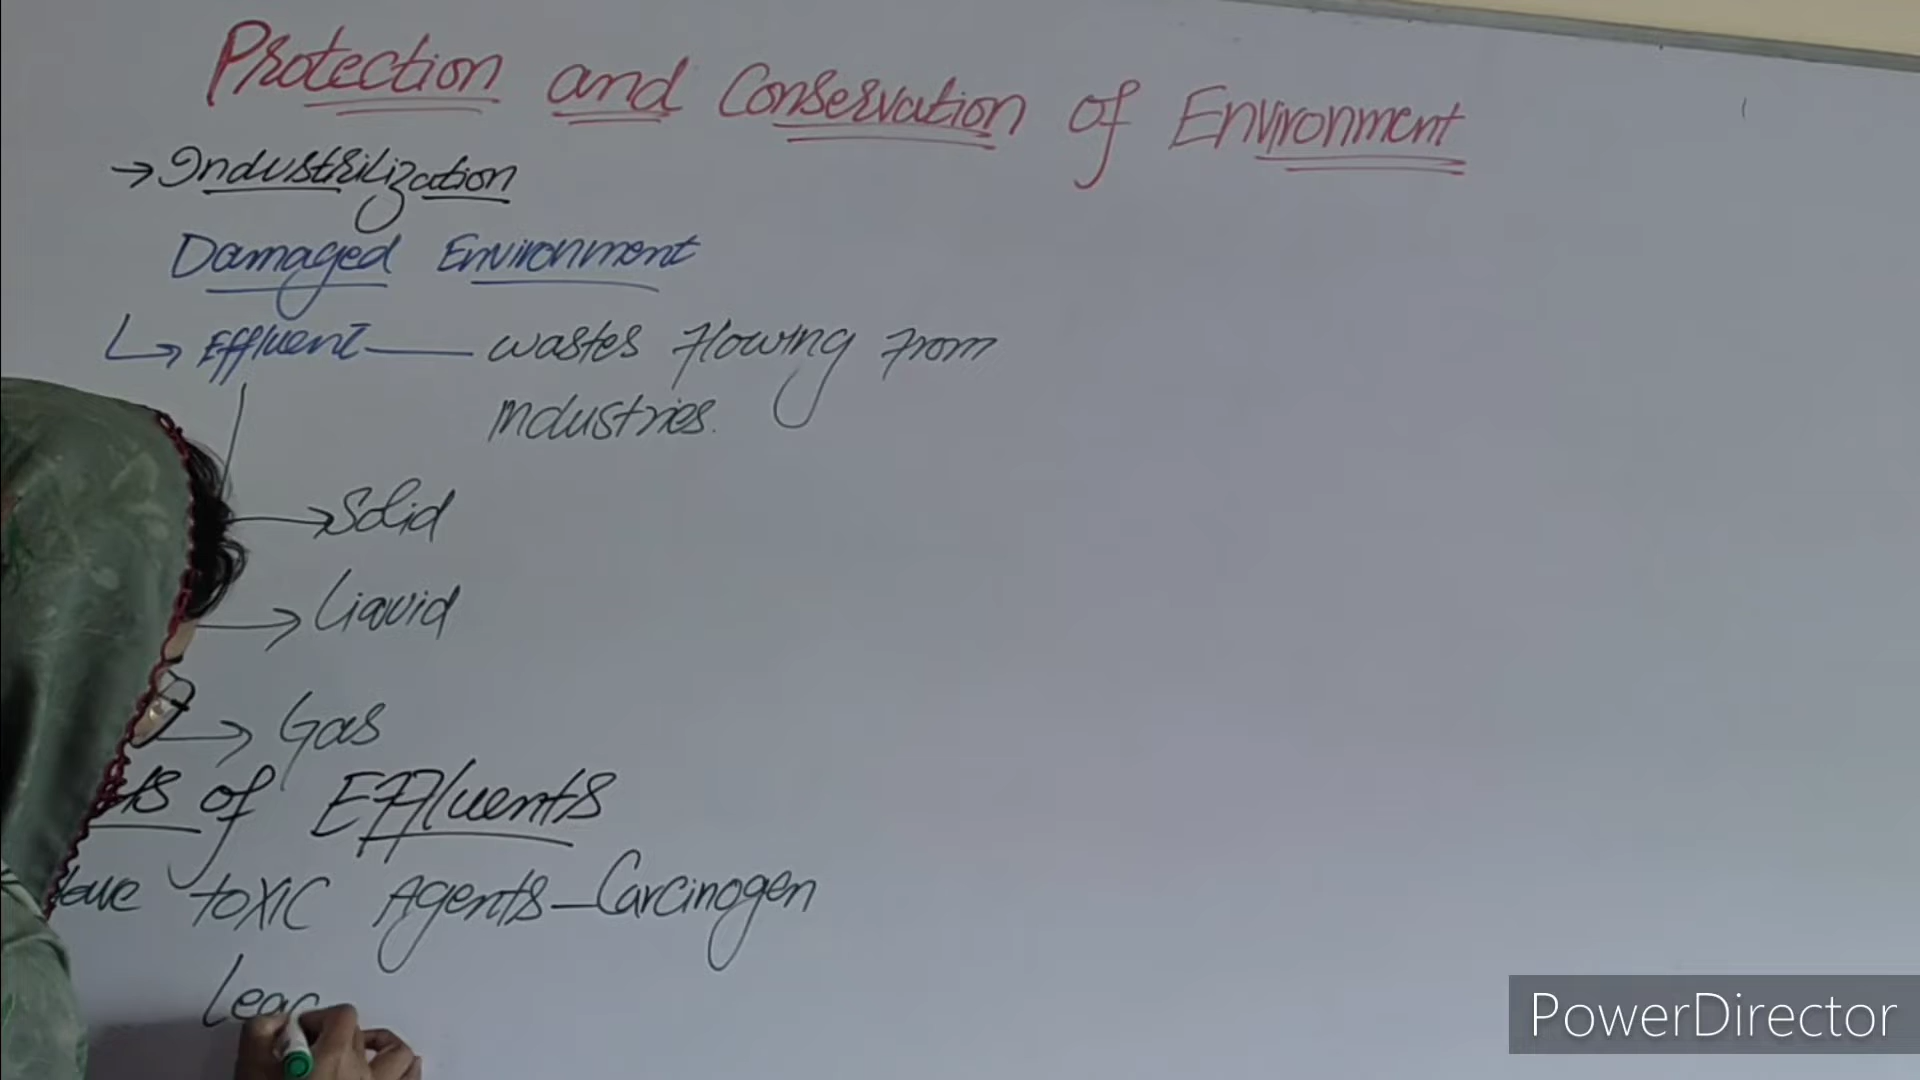 Protection and Conservation of Environment
→ Industrilization
Damaged Environment
↳ Effluent — wastes flowing from
industries.
→ Solid
→ Liquid
→ Gas
of Effluents
Have toxic Agents — Carcinogen
PowerDirector